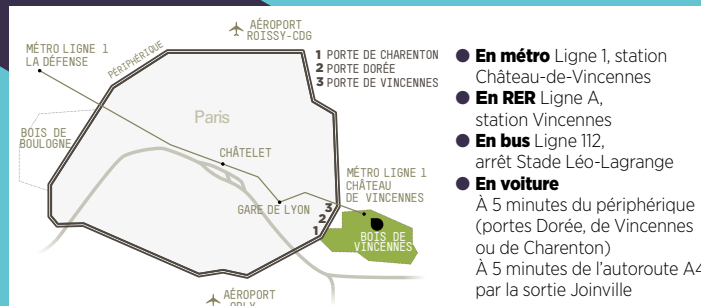 AÉROPORT
ROISSY-CDG
MÉTRO LIGNE 1
LA DÉFENSE
PÉRIPHÉRIQUE
1 PORTE DE CHARENTON
2 PORTE DORÉE
3 PORTE DE VINCENNES
Paris
BOIS DE
BOULOGNE
CHÂTELET
MÉTRO LIGNE 1
CHÂTEAU
DE VINCENNES
GARE DE LYON
3
2
1
BOIS DE
VINCENNES
AÉROPORT
ORLY
● En métro Ligne 1, station
Château-de-Vincennes
● En RER Ligne A,
station Vincennes
● En bus Ligne 112,
arrêt Stade Léo-Lagrange
● En voiture
À 5 minutes du périphérique
(portes Dorée, de Vincennes
ou de Charenton)
À 5 minutes de l'autoroute A4
par la sortie Joinville